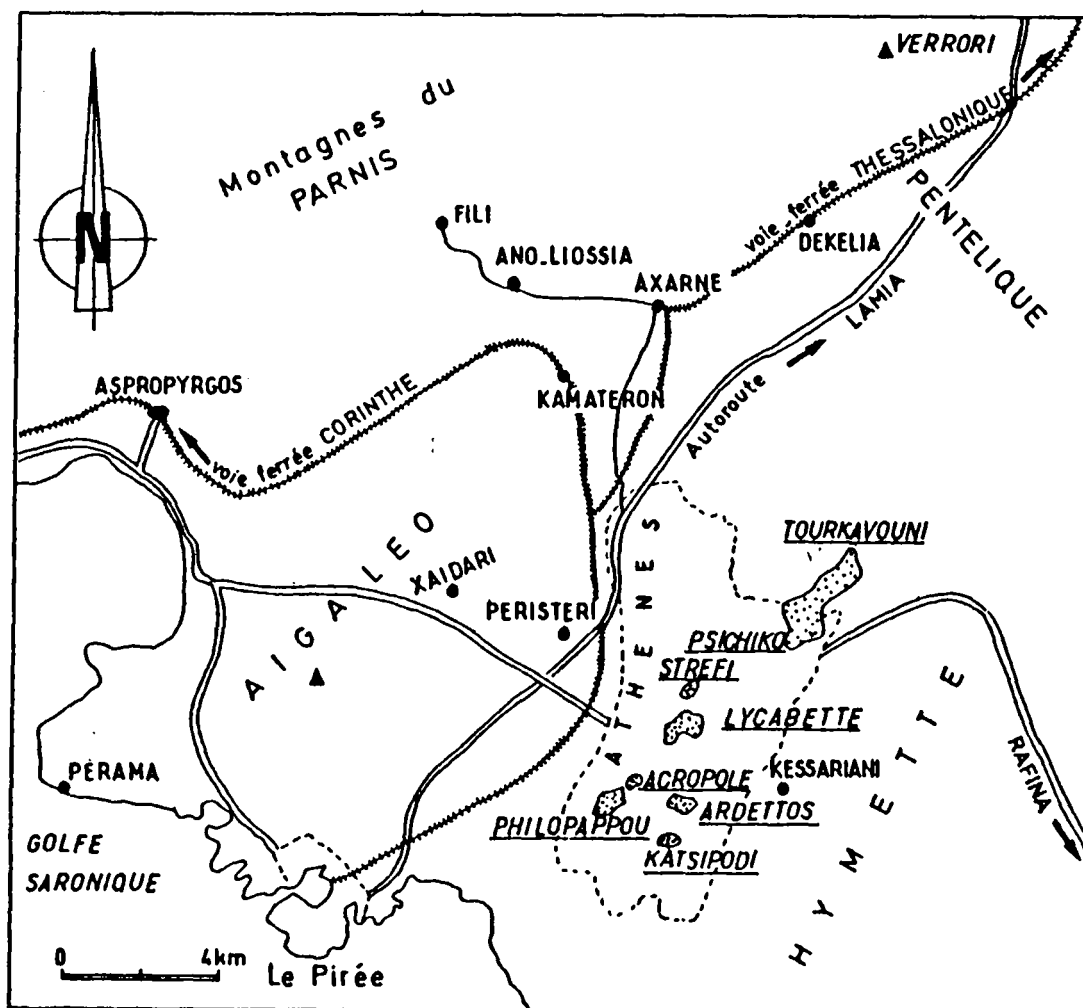 VERRORI
Montagnes du
PARNIS
N
voie-ferrée THESSALONIQUE
FILI
DEKELIA
PENTELIQUE
ANO-LIOSSIA
AXARNE
LAMIA
Autoroute
ASPROPYRGOS
KAMATERON
voie ferrée CORINTHE
TOURKAVOUNI
AIGALEO
XAIDARI
PERISTERI
ATHENES
PSICHIKO
STREFI
LYCABETTE
PERAMA
ACROPOLE
KESSARIANI
RAFINA
PHILOPAPPOU
ARDETTOS
KATSIPODI
HYMETTE
GOLFE
SARONIQUE
0 4km
Le Pirée